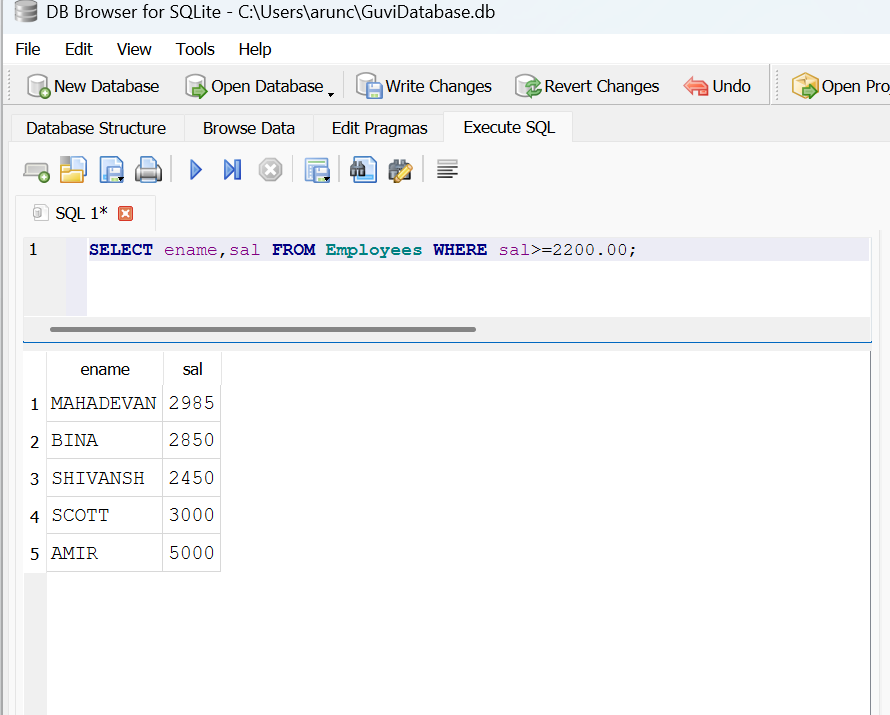 DB Browser for SQLite - C:\Users\arunc\GuviDatabase.db
File Edit View Tools Help
New Database Open Database Write Changes Revert Changes Undo Open Pro
Database Structure Browse Data Edit Pragmas Execute SQL
SQL 1*
1 SELECT ename,sal FROM Employees WHERE sal>=2200.00;
ename sal
1 MAHADEVAN 2985
2 BINA 2850
3 SHIVANSH 2450
4 SCOTT 3000
5 AMIR 5000